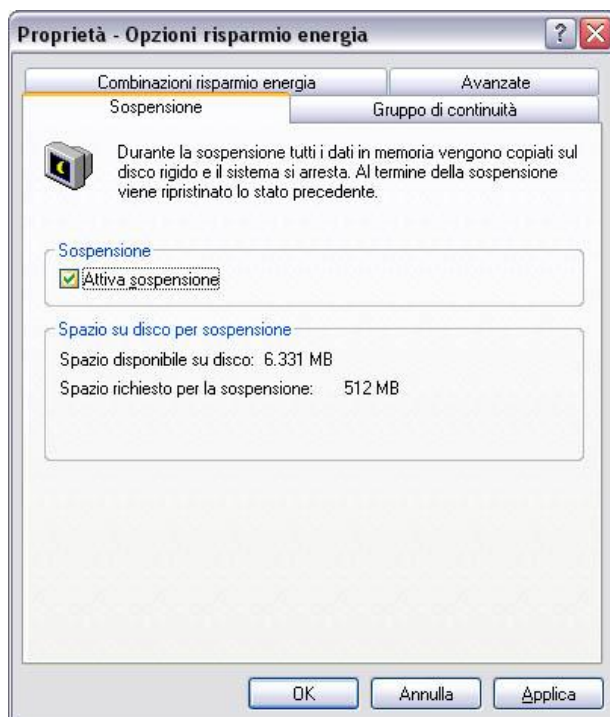 Proprietà - Opzioni risparmio energia
Combinazioni risparmio energia
Avanzate
Sospensione
Gruppo di continuità
Durante la sospensione tutti i dati in memoria vengono copiati sul
disco rigido e il sistema si arresta. Al termine della sospensione
viene ripristinato lo stato precedente.
Sospensione
Attiva sospensione
Spazio su disco per sospensione
Spazio disponibile su disco: 6.331 MB
Spazio richiesto per la sospensione: 512 MB
OK
Annulla
Applica